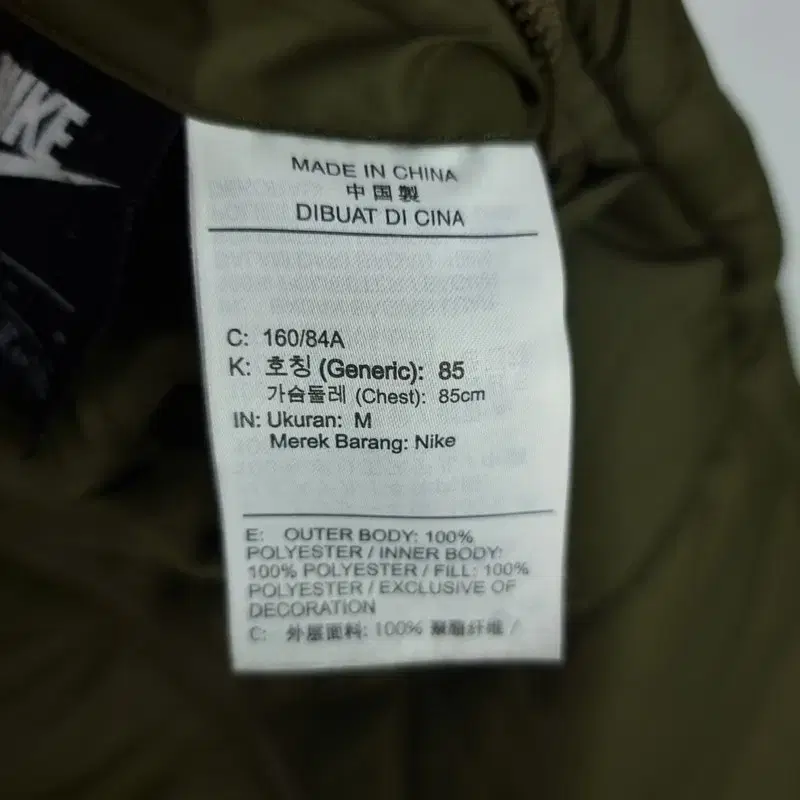 NIKE
MADE IN CHINA
中国製
DIBUAT DI CINA
C: 160/84A
K: 호칭 (Generic): 85
가슴둘레 (Chest): 85cm
IN: Ukuran: M
Merek Barang: Nike
E: OUTER BODY: 100%
POLYESTER / INNER BODY:
100% POLYESTER / FILL: 100%
POLYESTER / EXCLUSIVE OF
DECORATION
C: 外层面料: 100% 聚酯纤维 /